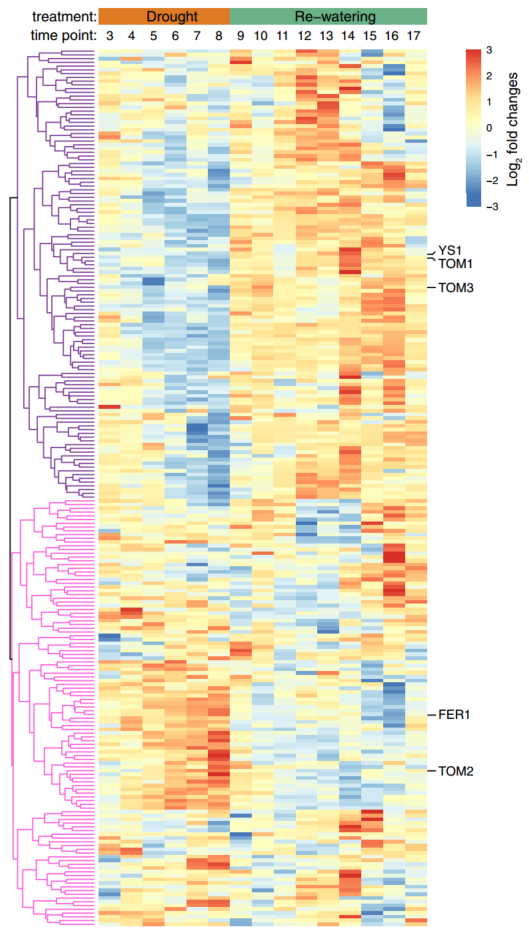 treatment: Drought Re−watering
time point: 3 4 5 6 7 8 9 10 11 12 13 14 15 16 17
3
2
1
0
−1
−2
−3
Log2 fold changes
YS1
TOM1
TOM3
FER1
TOM2